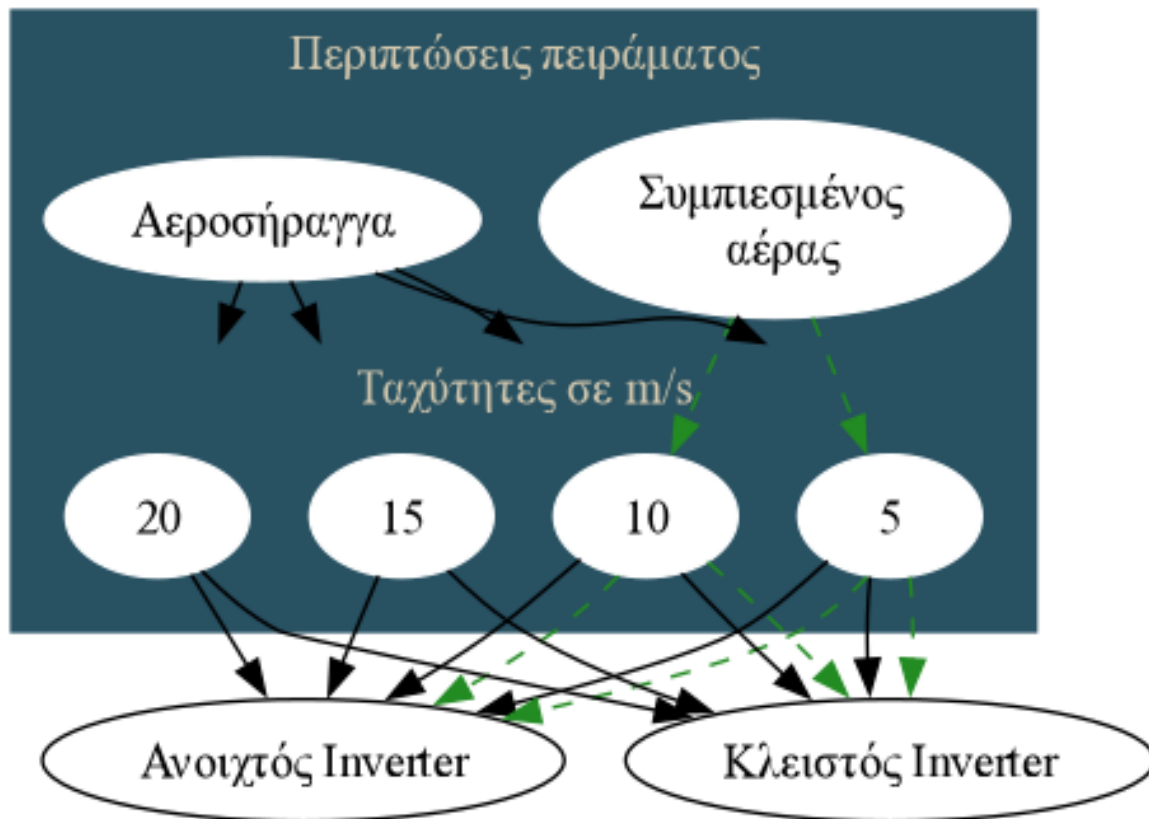 Περιπτώσεις πειράματος
Αεροσήραγγα
Συμπιεσμένος
αέρας
Ταχύτητες σε m/s
20
15
10
5
Ανοιχτός Inverter
Κλειστός Inverter